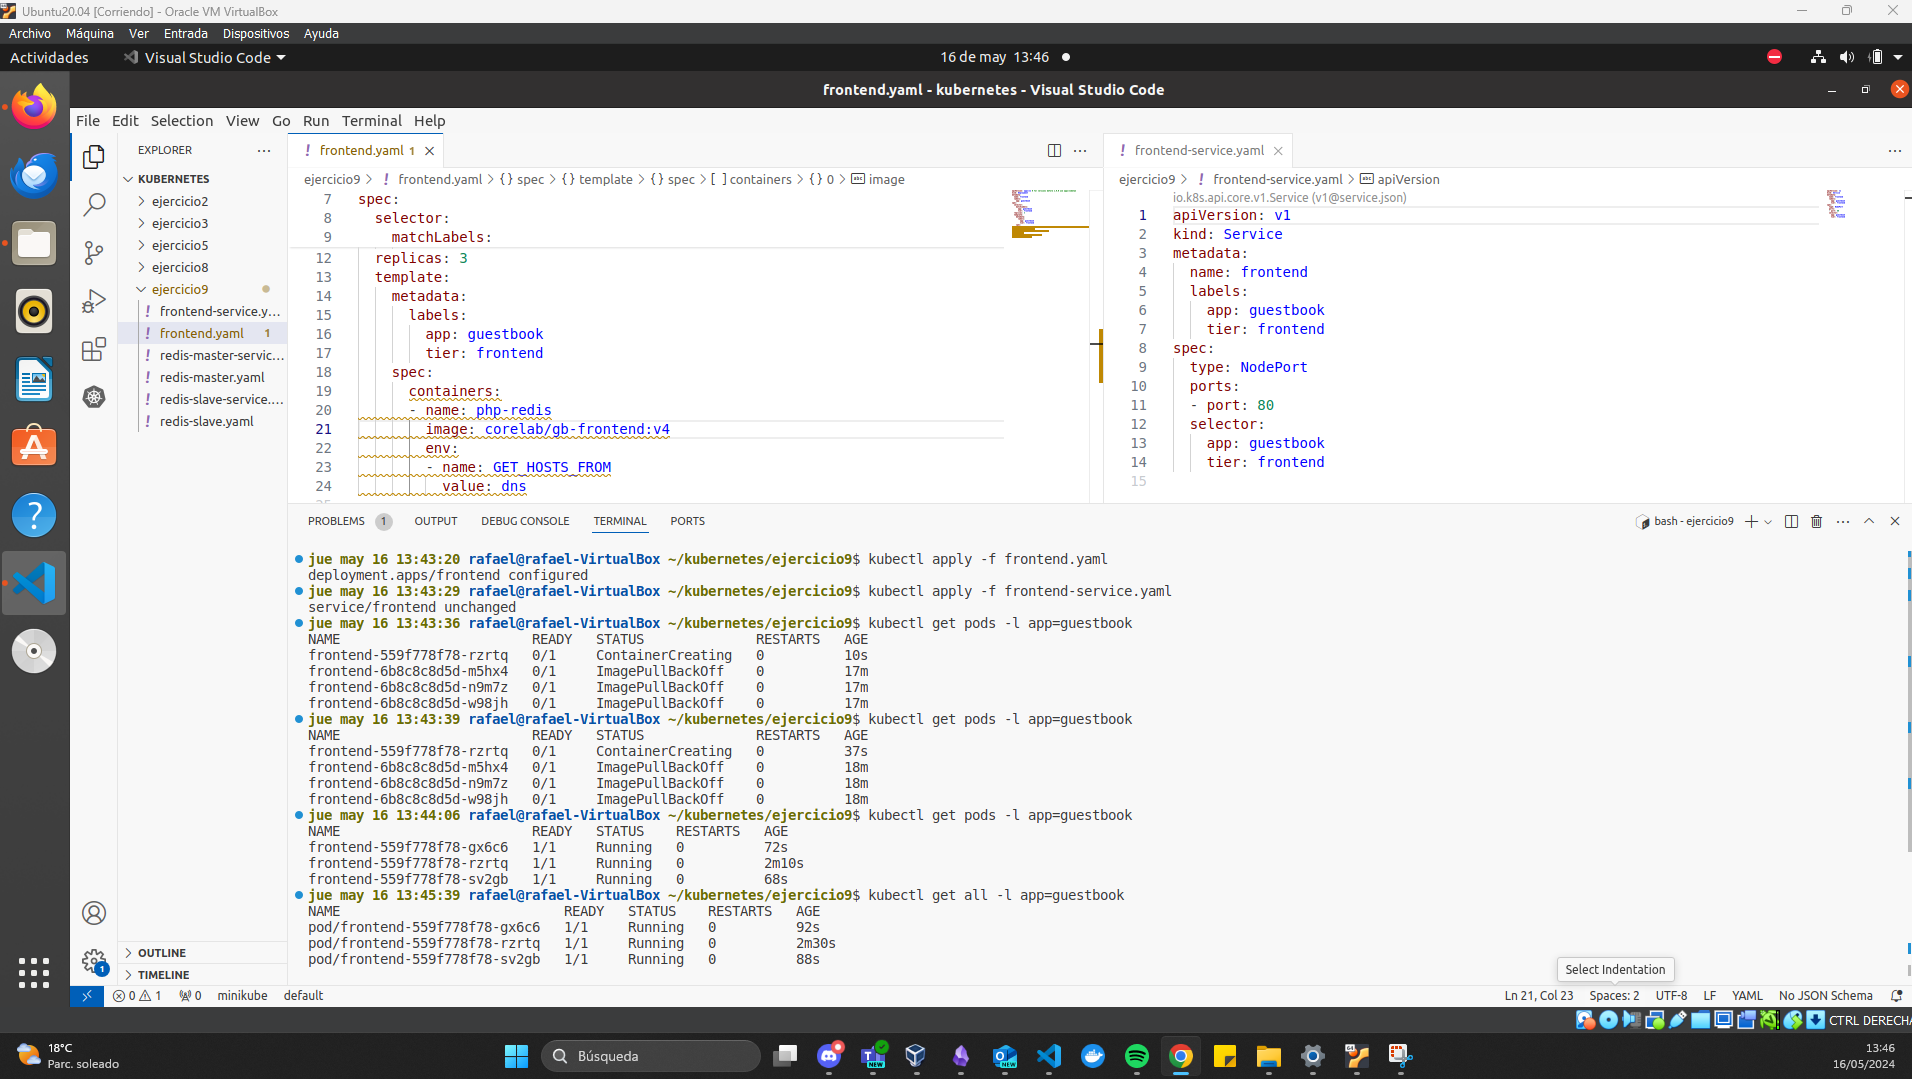 Ubuntu20.04 [Corriendo] - Oracle VM VirtualBox
Archivo Máquina Ver Entrada Dispositivos Ayuda
Actividades Visual Studio Code 16 de may 13:46
frontend.yaml - kubernetes - Visual Studio Code
File Edit Selection View Go Run Terminal Help
EXPLORER
KUBERNETES
ejercicio2
ejercicio3
ejercicio5
ejercicio8
ejercicio9
frontend-service.y...
frontend.yaml 1
redis-master-servic...
redis-master.yaml
redis-slave-service....
redis-slave.yaml
OUTLINE
TIMELINE
frontend.yaml 1
ejercicio9 > frontend.yaml > {} spec > {} template > {} spec > [ ] containers > {} 0 > abc image
7 spec:
8 selector:
9 matchLabels:
12 replicas: 3
13 template:
14 metadata:
15 labels:
16 app: guestbook
17 tier: frontend
18 spec:
19 containers:
20 - name: php-redis
21 image: corelab/gb-frontend:v4
22 env:
23 - name: GET_HOSTS_FROM
24 value: dns
frontend-service.yaml
ejercicio9 > frontend-service.yaml > abc apiVersion
io.k8s.api.core.v1.Service (v1@service.json)
1 apiVersion: v1
2 kind: Service
3 metadata:
4 name: frontend
5 labels:
6 app: guestbook
7 tier: frontend
8 spec:
9 type: NodePort
10 ports:
11 - port: 80
12 selector:
13 app: guestbook
14 tier: frontend
15
PROBLEMS 1 OUTPUT DEBUG CONSOLE TERMINAL PORTS bash - ejercicio9
jue may 16 13:43:20 rafael@rafael-VirtualBox ~/kubernetes/ejercicio9$ kubectl apply -f frontend.yaml
deployment.apps/frontend configured
jue may 16 13:43:29 rafael@rafael-VirtualBox ~/kubernetes/ejercicio9$ kubectl apply -f frontend-service.yaml
service/frontend unchanged
jue may 16 13:43:36 rafael@rafael-VirtualBox ~/kubernetes/ejercicio9$ kubectl get pods -l app=guestbook
NAME READY STATUS RESTARTS AGE
frontend-559f778f78-rzrtq 0/1 ContainerCreating 0 10s
frontend-6b8c8c8d5d-m5hx4 0/1 ImagePullBackOff 0 17m
frontend-6b8c8c8d5d-n9m7z 0/1 ImagePullBackOff 0 17m
frontend-6b8c8c8d5d-w98jh 0/1 ImagePullBackOff 0 17m
jue may 16 13:43:39 rafael@rafael-VirtualBox ~/kubernetes/ejercicio9$ kubectl get pods -l app=guestbook
NAME READY STATUS RESTARTS AGE
frontend-559f778f78-rzrtq 0/1 ContainerCreating 0 37s
frontend-6b8c8c8d5d-m5hx4 0/1 ImagePullBackOff 0 18m
frontend-6b8c8c8d5d-n9m7z 0/1 ImagePullBackOff 0 18m
frontend-6b8c8c8d5d-w98jh 0/1 ImagePullBackOff 0 18m
jue may 16 13:44:06 rafael@rafael-VirtualBox ~/kubernetes/ejercicio9$ kubectl get pods -l app=guestbook
NAME READY STATUS RESTARTS AGE
frontend-559f778f78-gx6c6 1/1 Running 0 72s
frontend-559f778f78-rzrtq 1/1 Running 0 2m10s
frontend-559f778f78-sv2gb 1/1 Running 0 68s
jue may 16 13:45:39 rafael@rafael-VirtualBox ~/kubernetes/ejercicio9$ kubectl get all -l app=guestbook
NAME READY STATUS RESTARTS AGE
pod/frontend-559f778f78-gx6c6 1/1 Running 0 92s
pod/frontend-559f778f78-rzrtq 1/1 Running 0 2m30s
pod/frontend-559f778f78-sv2gb 1/1 Running 0 88s
Select Indentation
0 1 0 minikube default Ln 21, Col 23 Spaces: 2 UTF-8 LF YAML No JSON Schema
CTRL DERECHA
18°C
Parc. soleado
Búsqueda
13:46
16/05/2024